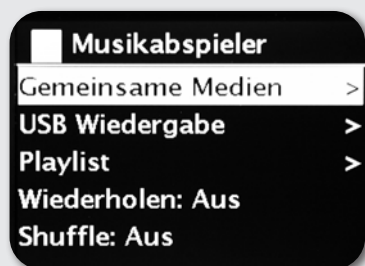 Musikabspieler
Gemeinsame Medien >
USB Wiedergabe >
Playlist >
Wiederholen: Aus
Shuffle: Aus